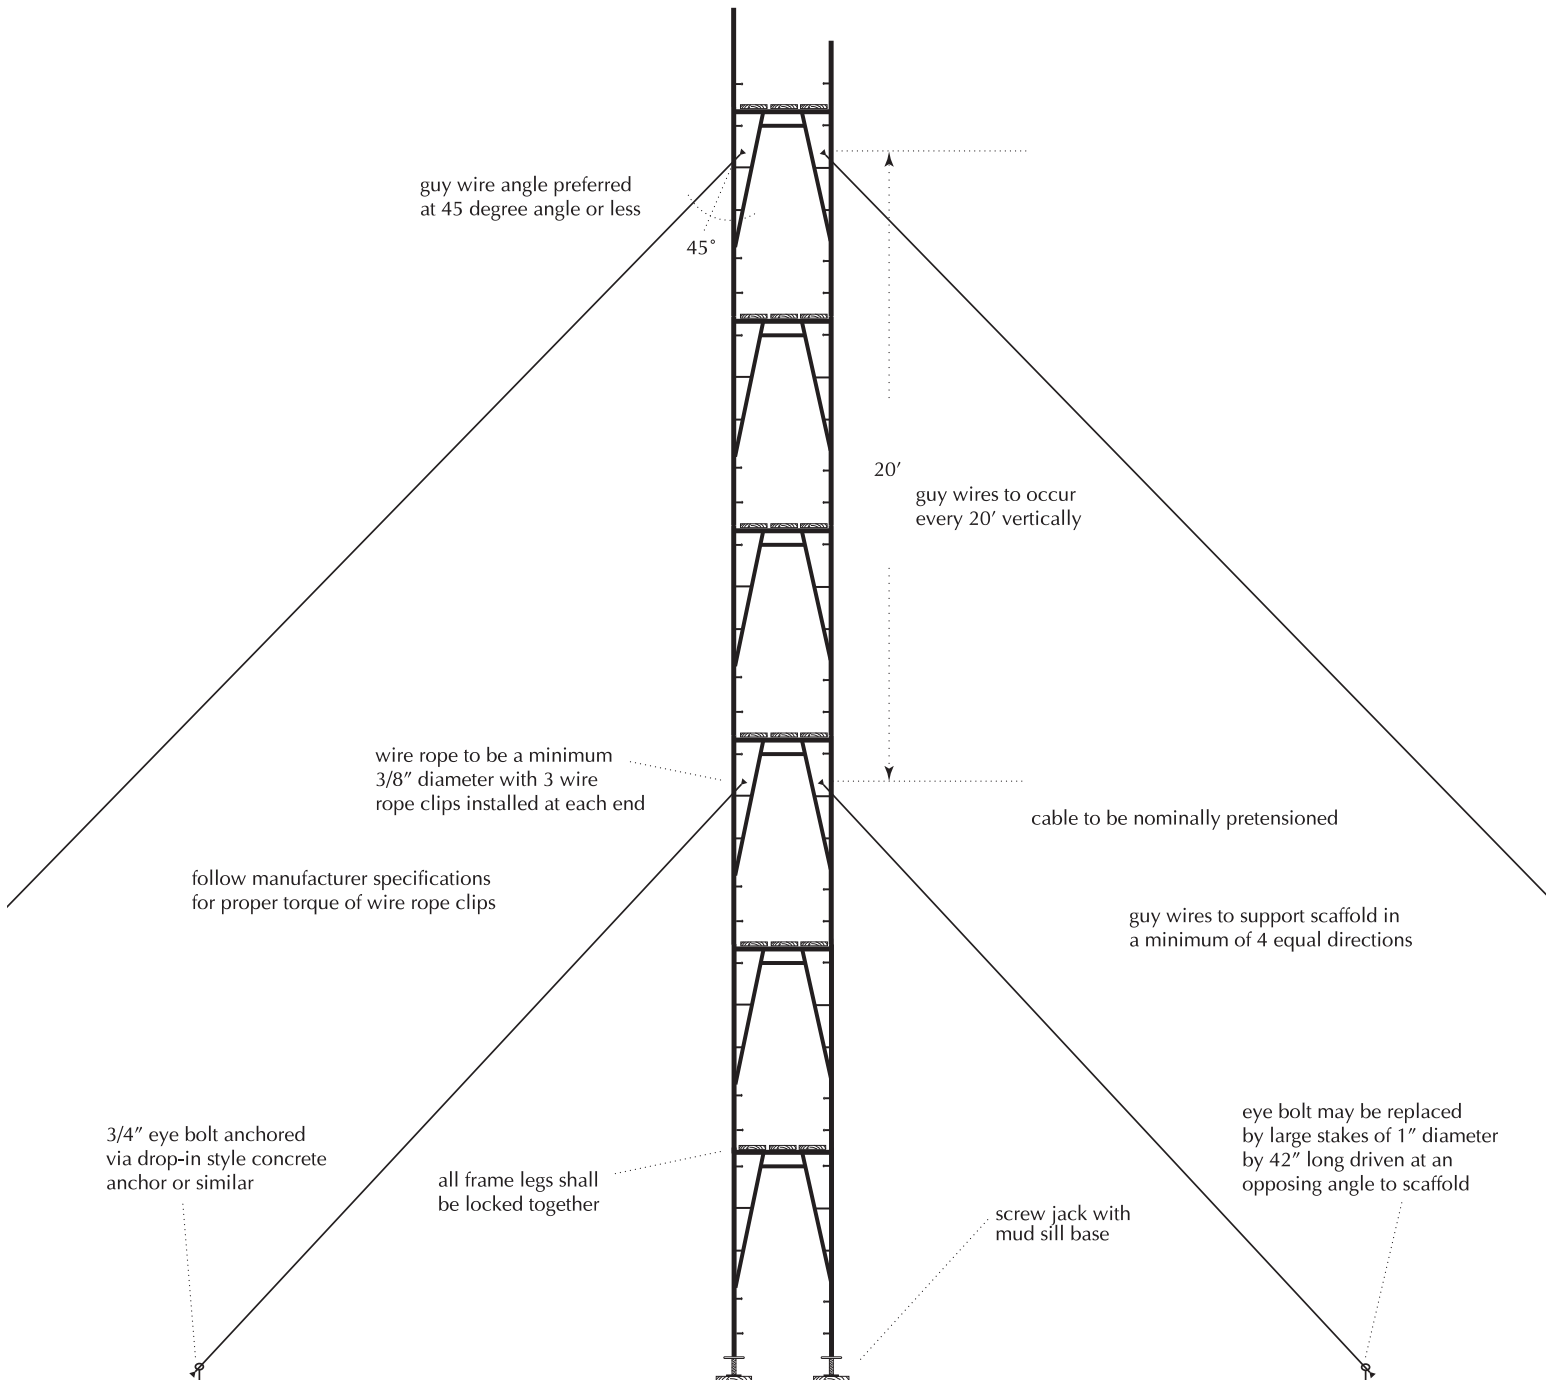 guy wire angle preferred
at 45 degree angle or less
45°
20’
guy wires to occur
every 20’ vertically
wire rope to be a minimum
3/8” diameter with 3 wire
rope clips installed at each end
cable to be nominally pretensioned
follow manufacturer specifications
for proper torque of wire rope clips
guy wires to support scaffold in
a minimum of 4 equal directions
3/4” eye bolt anchored
via drop-in style concrete
anchor or similar
eye bolt may be replaced
by large stakes of 1” diameter
by 42” long driven at an
opposing angle to scaffold
all frame legs shall
be locked together
screw jack with
mud sill base